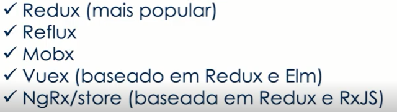 ✓ Redux (mais popular)
✓ Reflux
✓ Mobx
✓ Vuex (baseado em Redux e Elm)
✓ NgRx/store (baseada em Redux e RxJS)